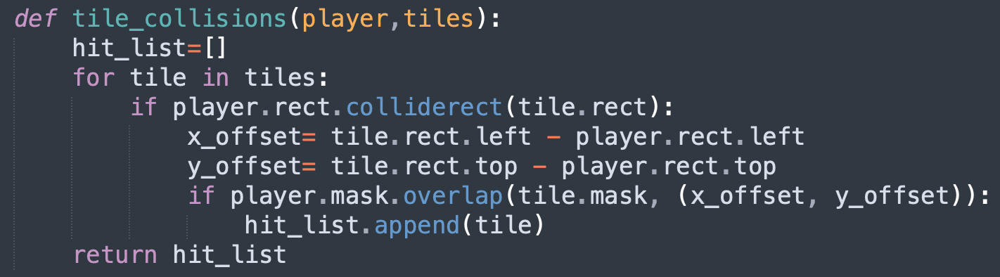 def tile_collisions(player,tiles):
    hit_list=[]
    for tile in tiles:
        if player.rect.colliderect(tile.rect):
            x_offset= tile.rect.left - player.rect.left
            y_offset= tile.rect.top - player.rect.top
            if player.mask.overlap(tile.mask, (x_offset, y_offset)):
                hit_list.append(tile)
    return hit_list